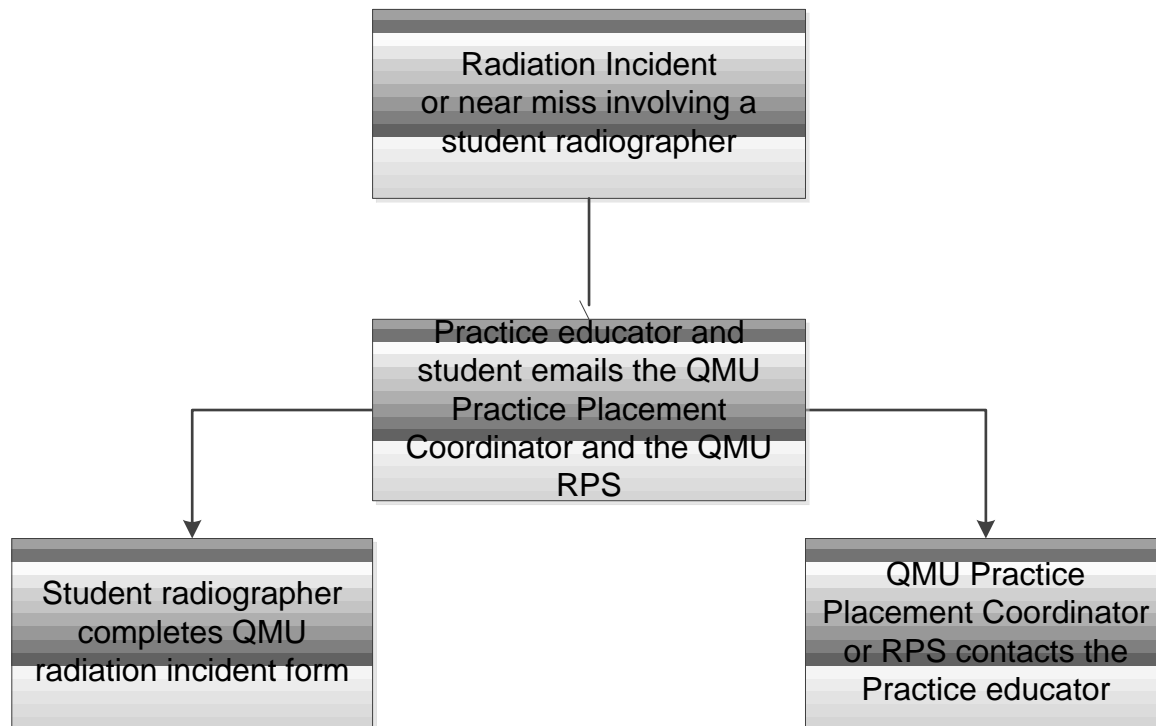 Radiation Incident
or near miss involving a
student radiographer
Practice educator and
student emails the QMU
Practice Placement
Coordinator and the QMU
RPS
Student radiographer
completes QMU
radiation incident form
QMU Practice
Placement Coordinator
or RPS contacts the
Practice educator